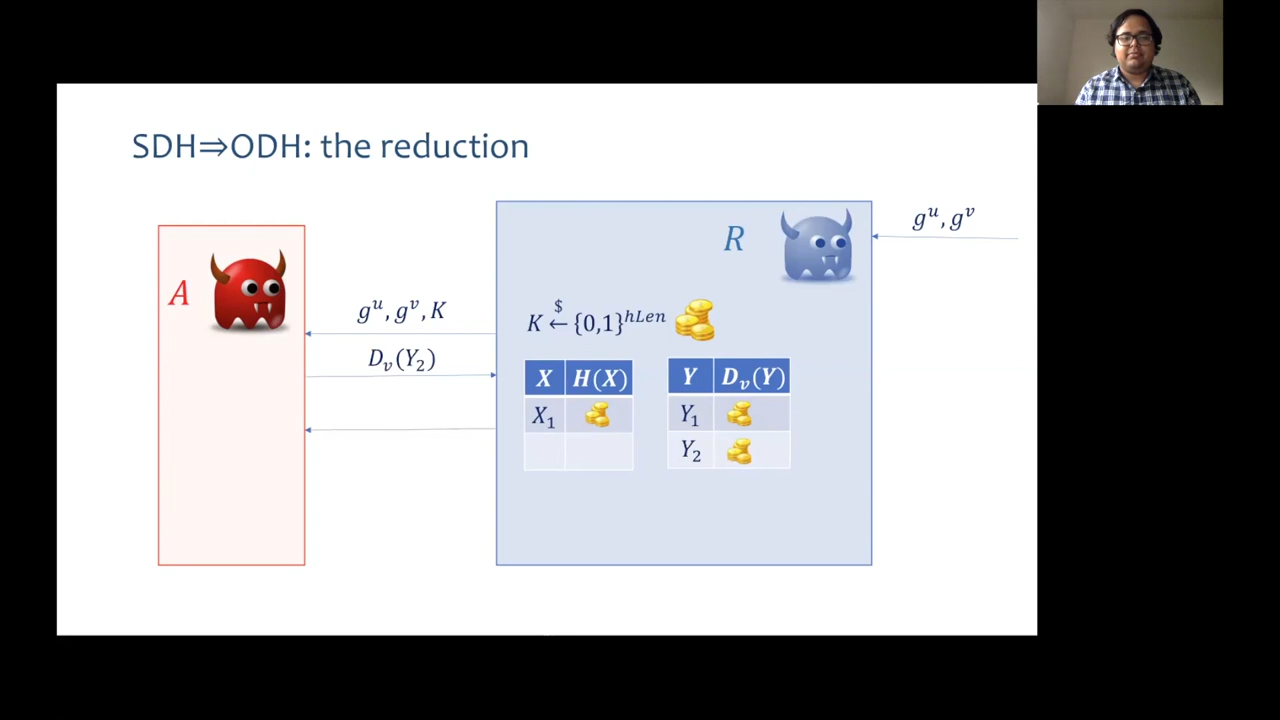 SDH⇒ODH: the reduction
g^u, g^v
R
A
g^u, g^v, K
K $← {0,1}^hLen
D_v(Y_2)
X H(X)
X_1
Y D_v(Y)
Y_1
Y_2